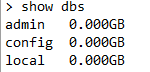 > show dbs
admin   0.000GB
config  0.000GB
local   0.000GB